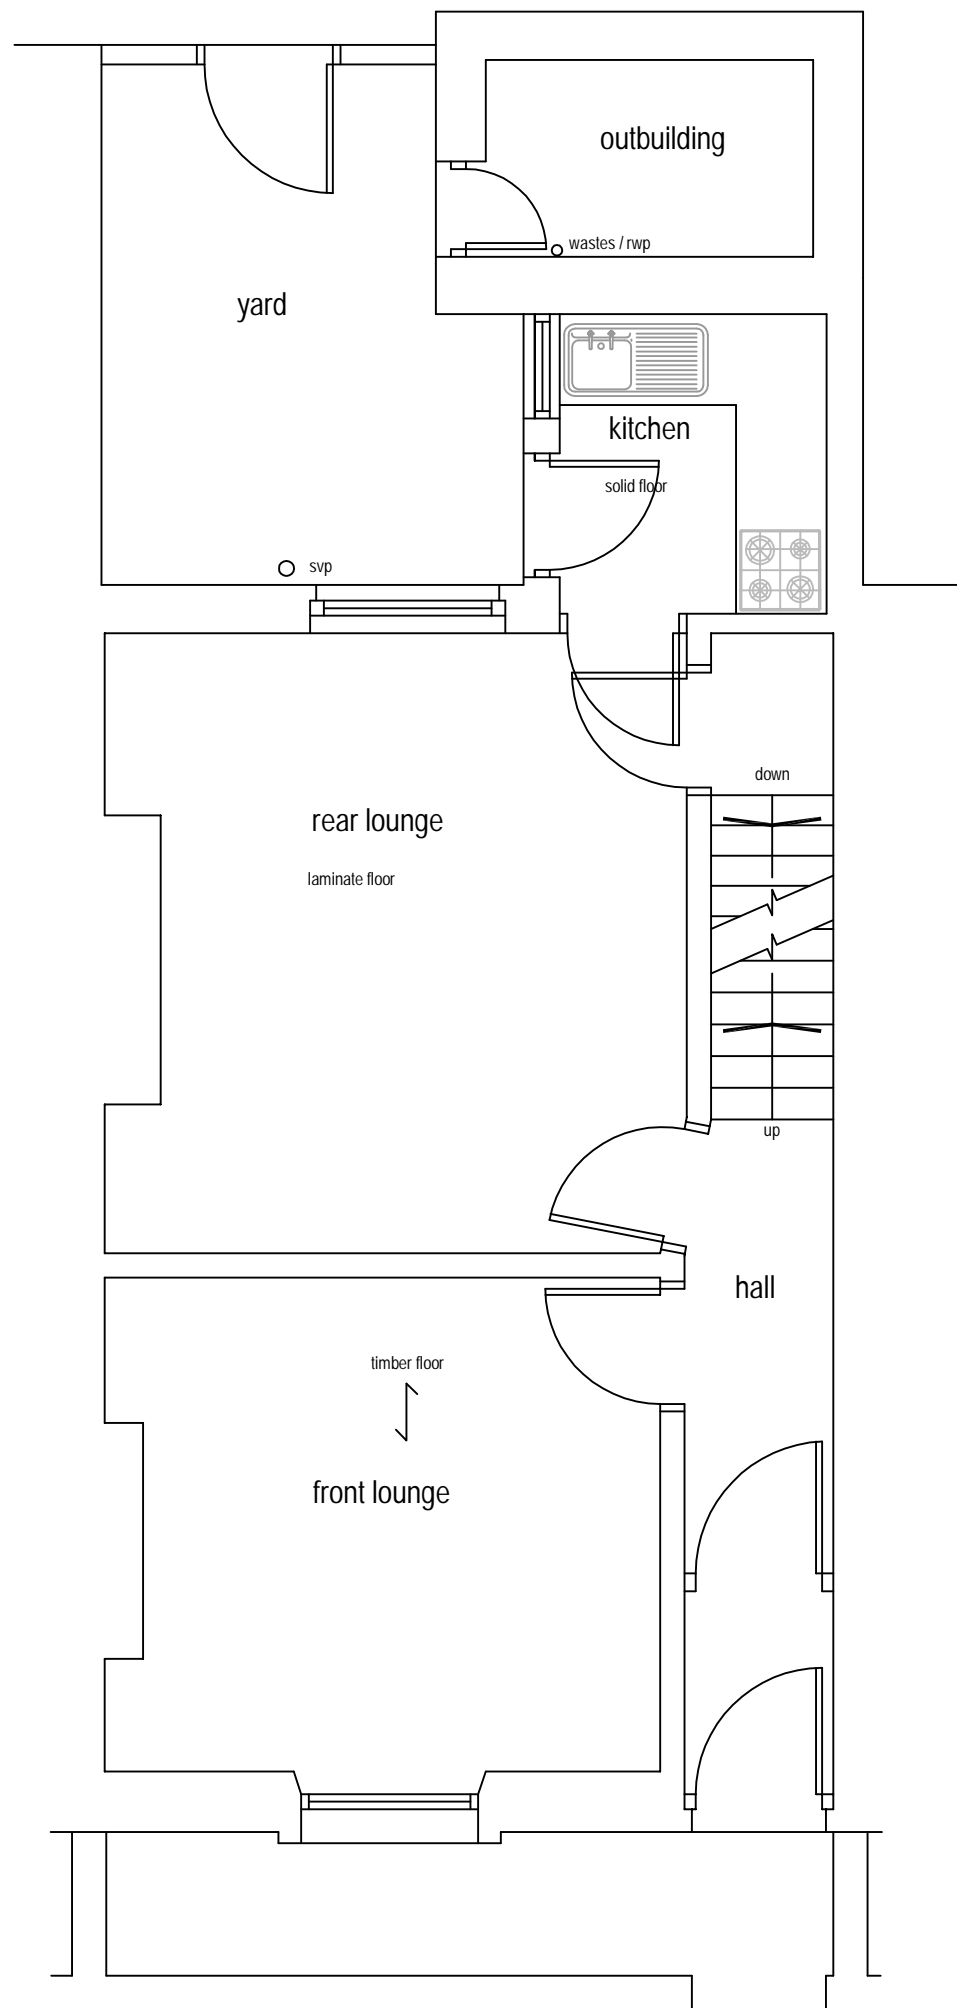 outbuilding
wastes / rwp
yard
kitchen
solid floor
svp
down
rear lounge
laminate floor
up
hall
timber floor
front lounge